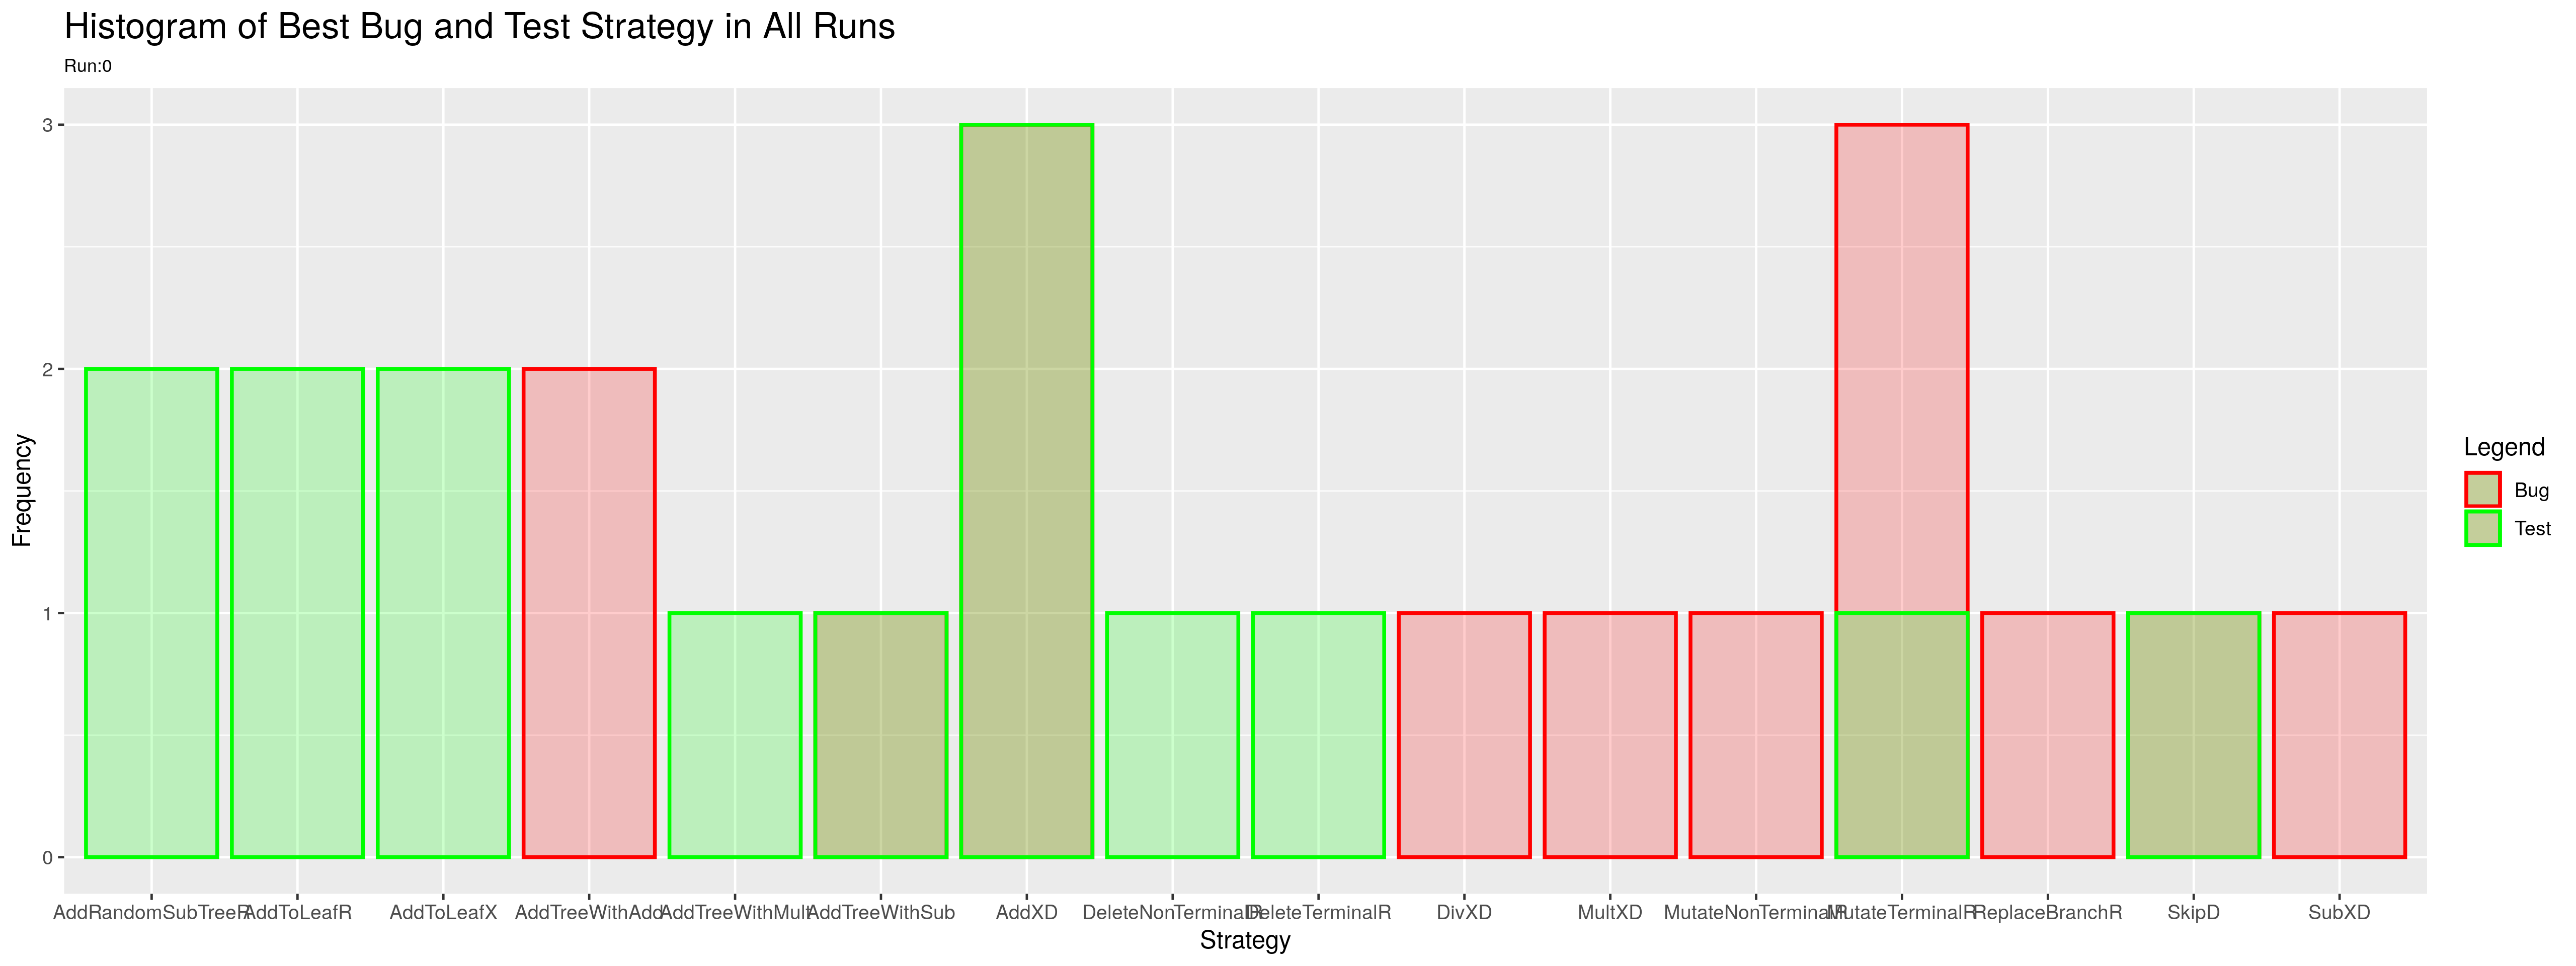 Histogram of Best Bug and Test Strategy in All Runs
Run:0
3
2
1
0
Frequency
AddRandomSubTreeR AddToLeafR AddToLeafX AddTreeWithAdd AddTreeWithMult AddTreeWithSub AddXD DeleteNonTerminalR DeleteTerminalR DivXD MultXD MutateNonTerminalR MutateTerminalR ReplaceBranchR SkipD SubXD
Strategy
Legend
Bug
Test